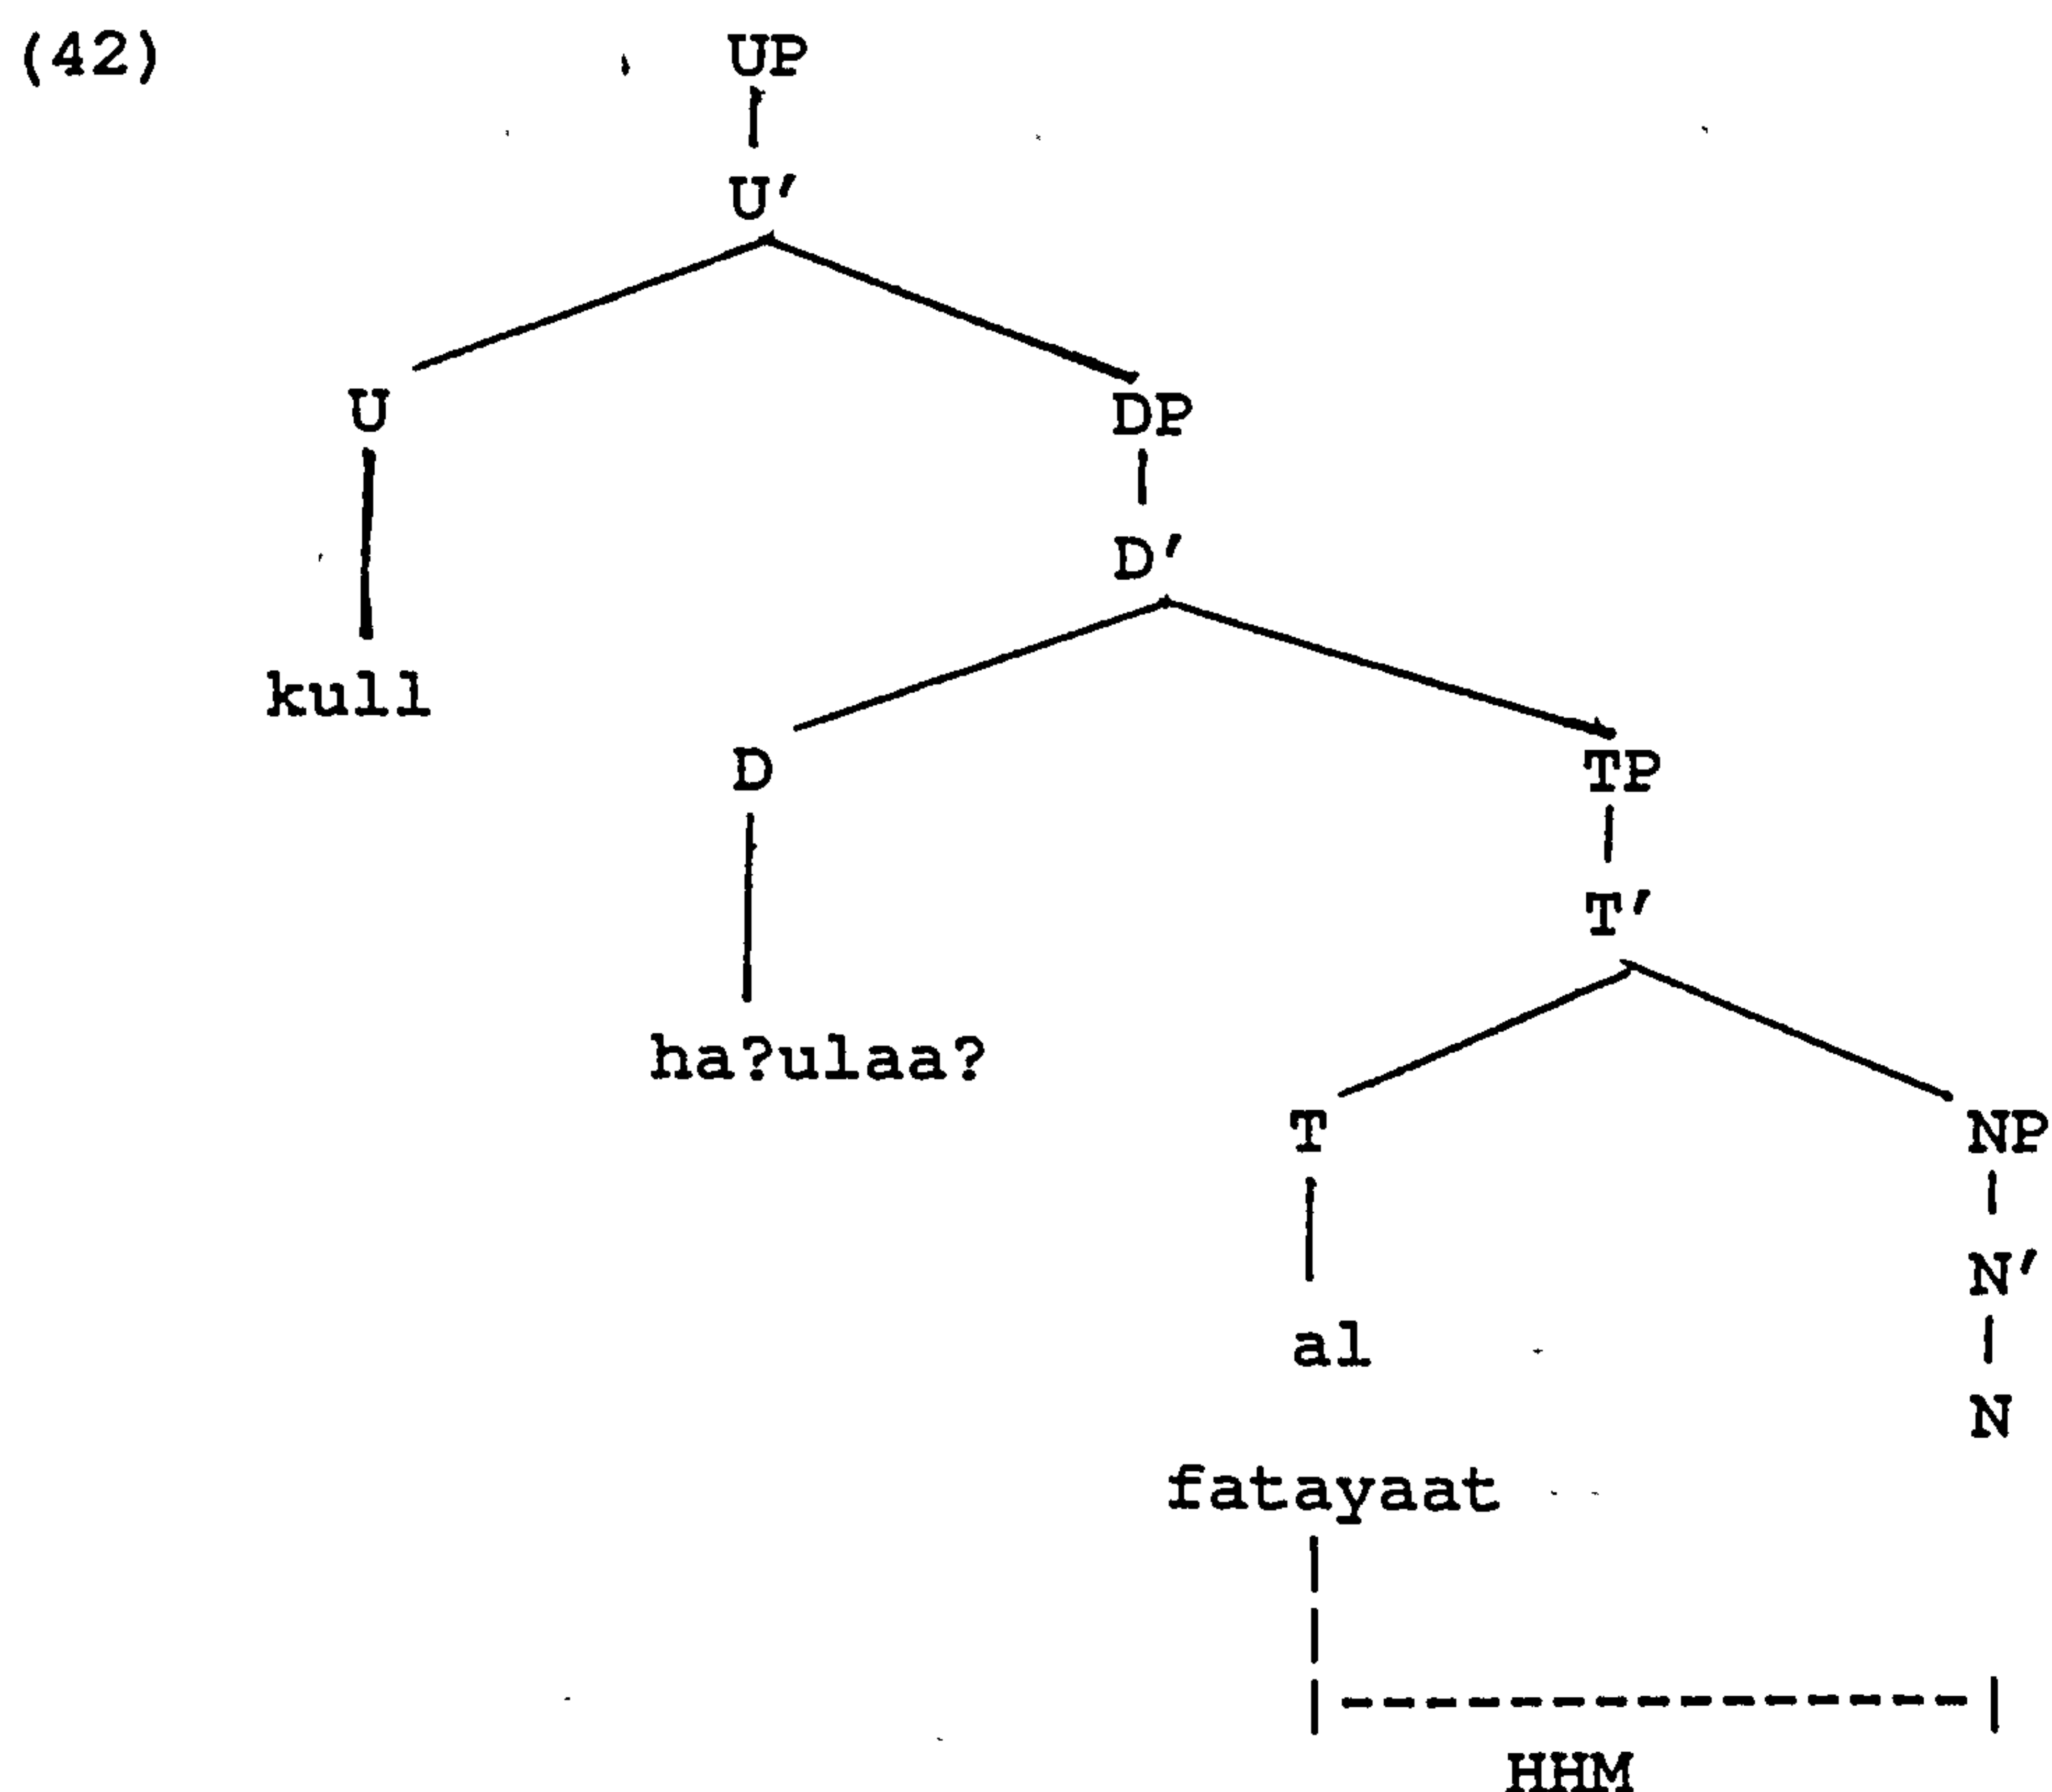 (42) UP
U'
U DP
D'
kull
D TP
T'
ha?ulaa?
T NP
N'
al
N
fatayaat
HHM